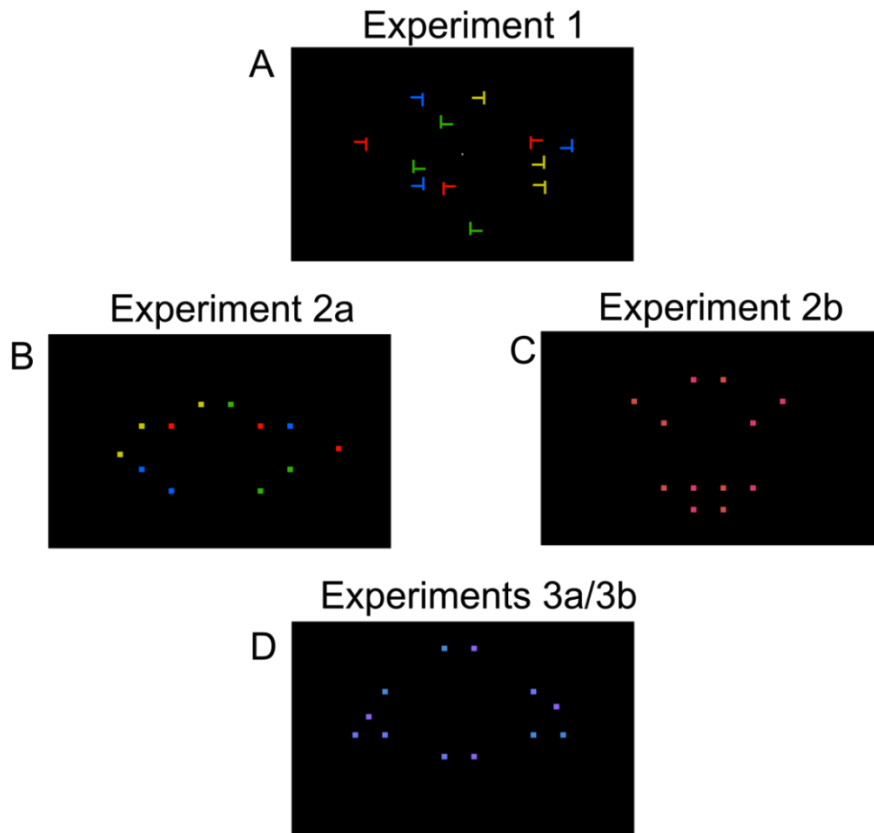 Experiment 1
A
Experiment 2a
B
Experiment 2b
C
Experiments 3a/3b
D